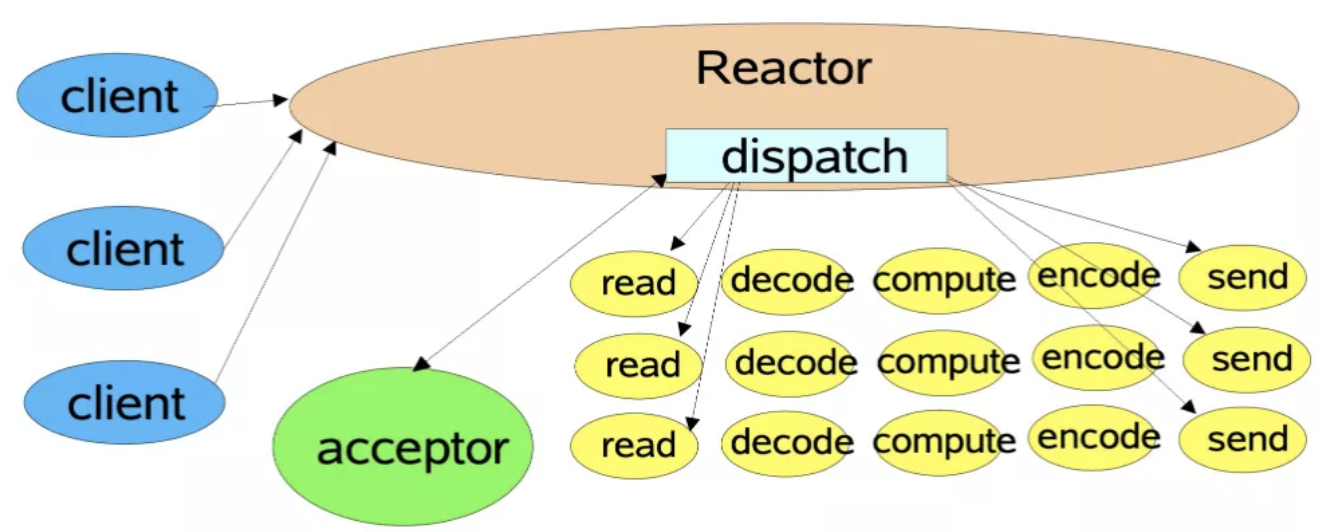 Reactor
client
dispatch
client
read decode compute encode send
read decode compute encode send
client
acceptor
read decode compute encode send